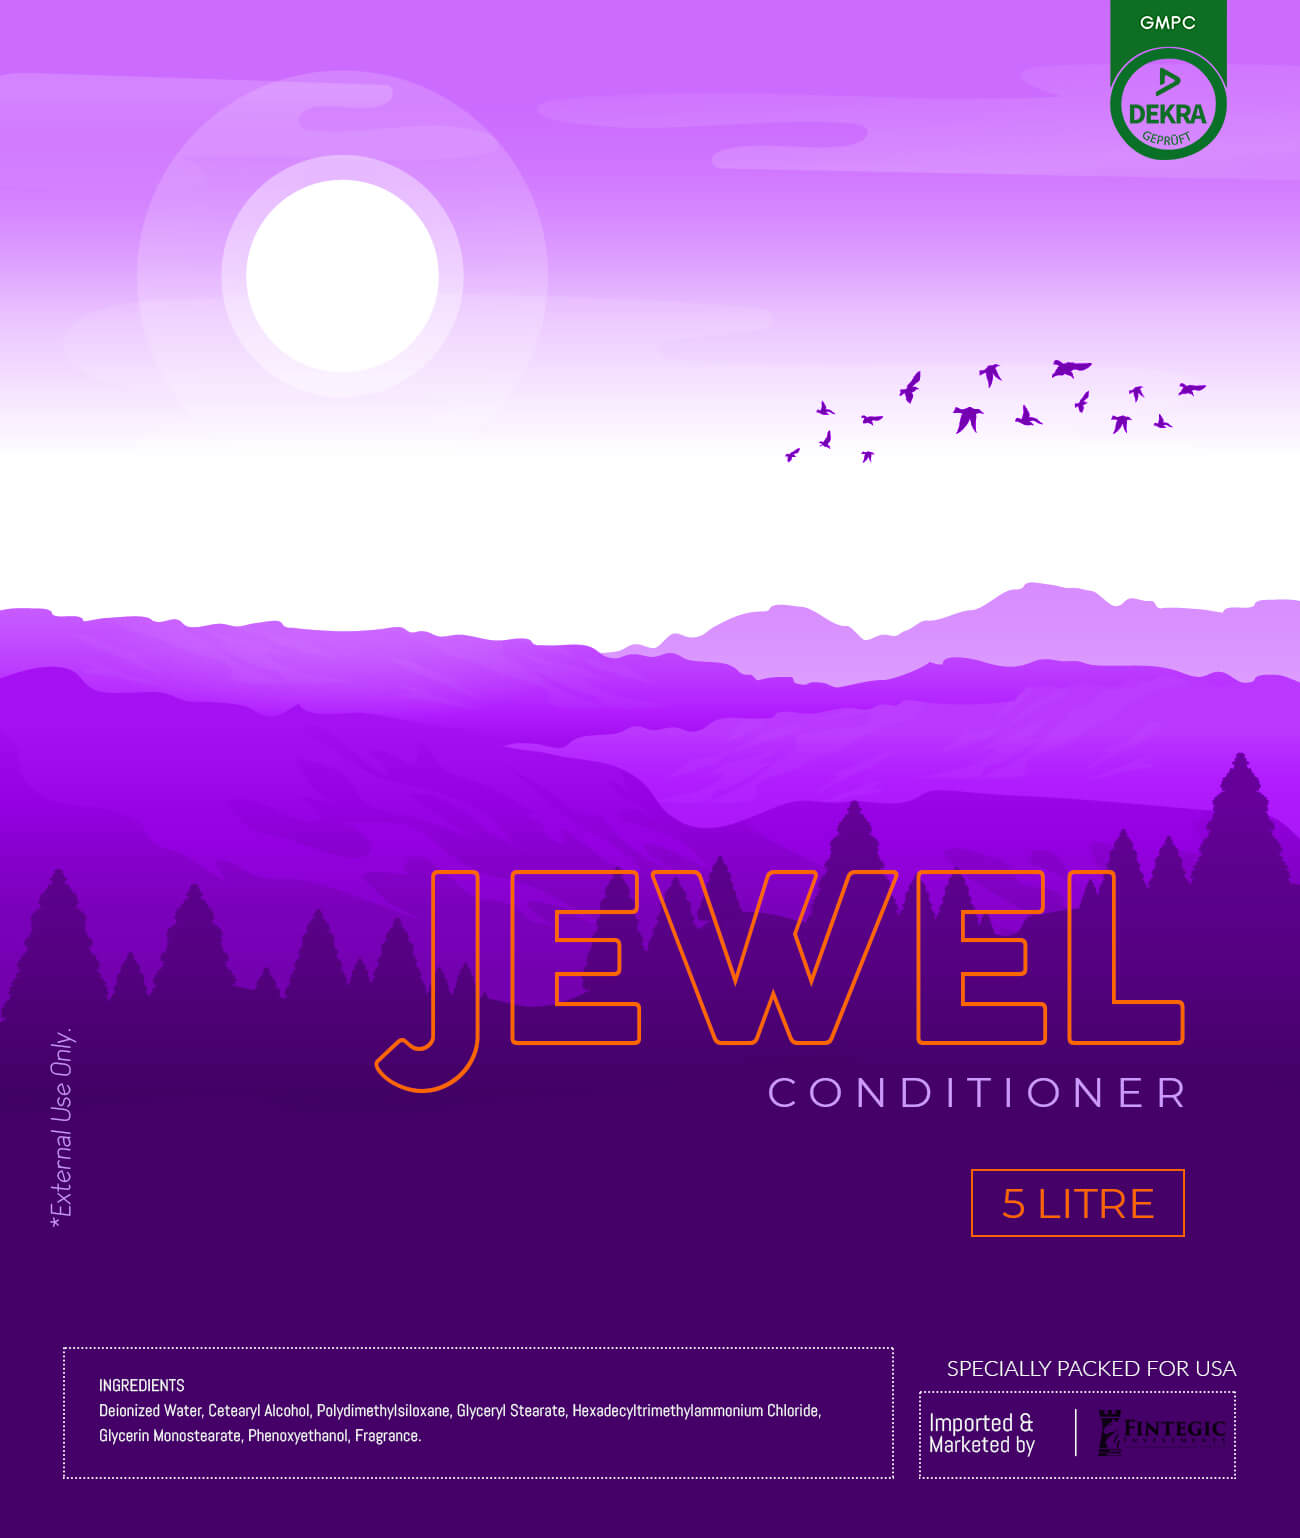 GMPC
DEKRA
GEPRÜFT
JEWEL
CONDITIONER
5 LITRE
*External Use Only.
INGREDIENTS
Deionized Water, Cetearyl Alcohol, Polydimethylsiloxane, Glyceryl Stearate, Hexadecyltrimethylammonium Chloride,
Glycerin Monostearate, Phenoxyethanol, Fragrance.
SPECIALLY PACKED FOR USA
Imported &
Marketed by
FINTEGIC